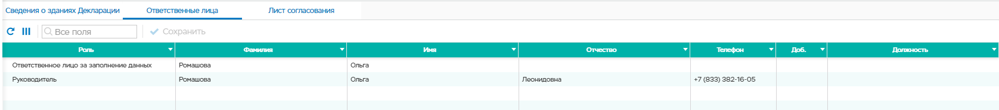 Сведения о зданиях Декларации Ответственные лица Лист согласования
Все поля Сохранить
Роль Фамилия Имя Отчество Телефон Доб. Должность
Ответственное лицо за заполнение данных Ромашова Ольга
Руководитель Ромашова Ольга Леонидовна +7 (833) 382-16-05